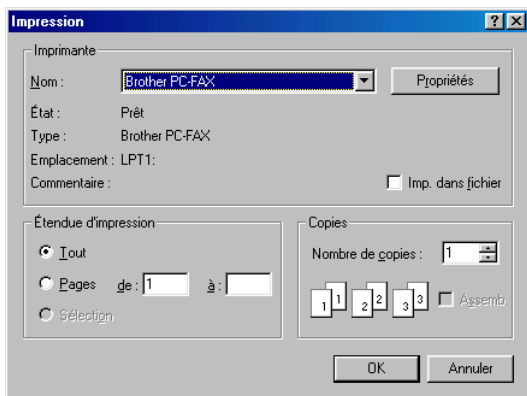 Impression
Imprimante
Nom :
Brother PC-FAX
Propriétés
État :
Prêt
Type :
Brother PC-FAX
Emplacement : LPT1:
Commentaire :
Imp. dans fichier
Étendue d'impression
Tout
Pages de : 1 à :
Sélection
Copies
Nombre de copies : 1
1 1 2 2 3 3
Assemb
OK
Annuler